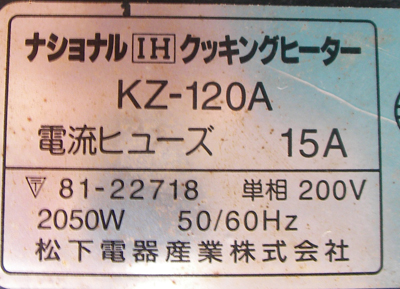 ナショナル IH クッキングヒーター
KZ-120A
電流ヒューズ 15A
〒 81-22718 単相 200V
2050W 50/60Hz
松下電器産業株式会社